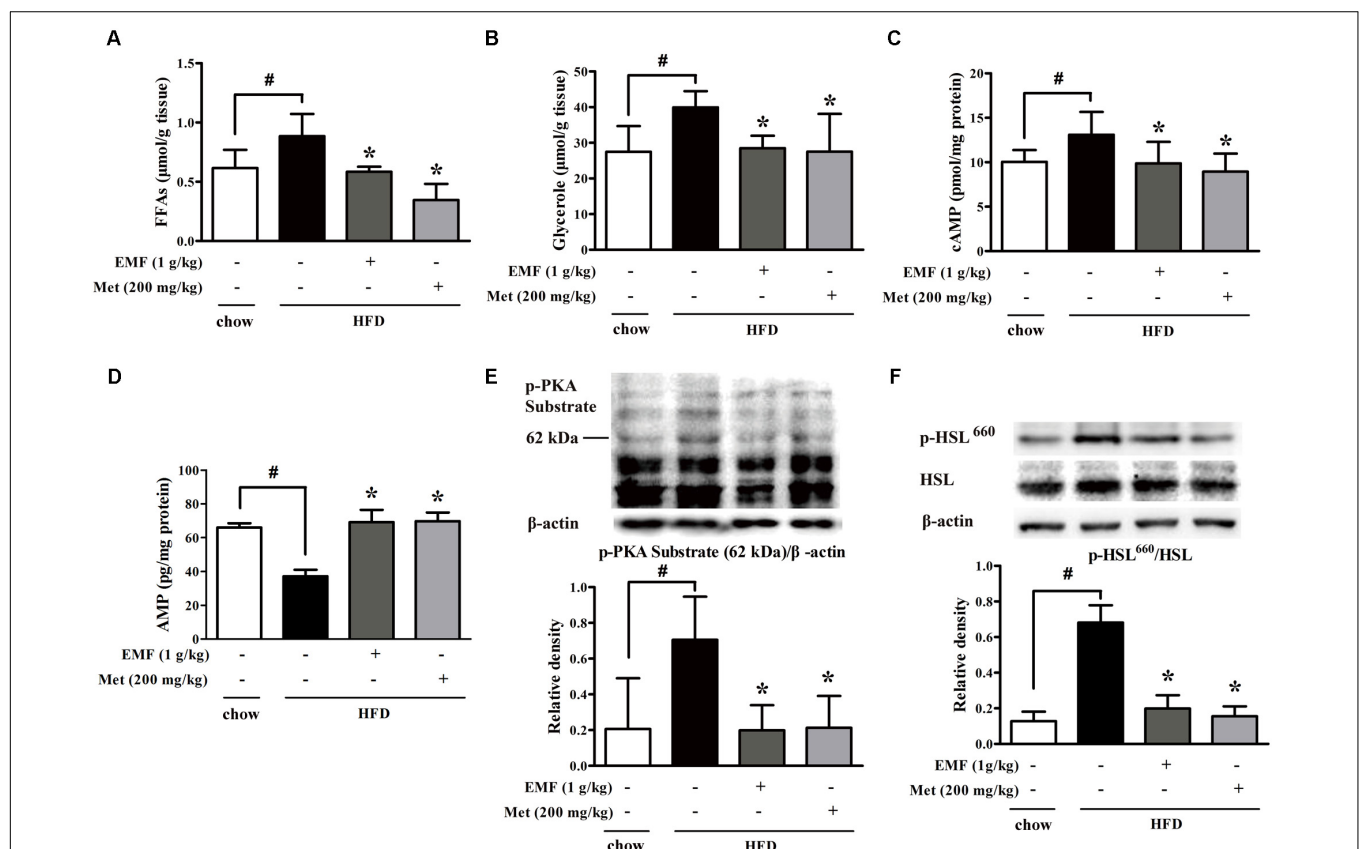 A
B
C
#
#
#
1.5
1.0
0.5
0.0
FFAs (μmol/g tissue)
*
*
50
40
30
20
10
0
Glycerole (μmol/g tissue)
*
*
20
15
10
5
0
cAMP (pmol/mg protein)
*
*
EMF (1 g/kg) - - + -
Met (200 mg/kg) - - - +
chow HFD
EMF (1 g/kg) - - + -
Met (200 mg/kg) - - - +
chow HFD
EMF (1 g/kg) - - + -
Met (200 mg/kg) - - - +
chow HFD
D
#
100
80
60
40
20
0
AMP (pg/mg protein)
*
*
EMF (1 g/kg) - - + -
Met (200 mg/kg) - - - +
chow HFD
E
p-PKA
Substrate
62 kDa
β-actin
p-PKA Substrate (62 kDa)/β -actin
#
1.0
0.8
0.6
0.4
0.2
0.0
Relative density
*
*
EMF (1 g/kg) - - + -
Met (200 mg/kg) - - - +
chow HFD
F
p-HSL 660
HSL
β-actin
p-HSL660/HSL
#
1.0
0.8
0.6
0.4
0.2
0.0
Relative density
*
*
EMF (1g/kg) - - + -
Met (200 mg/kg) - - - +
chow HFD